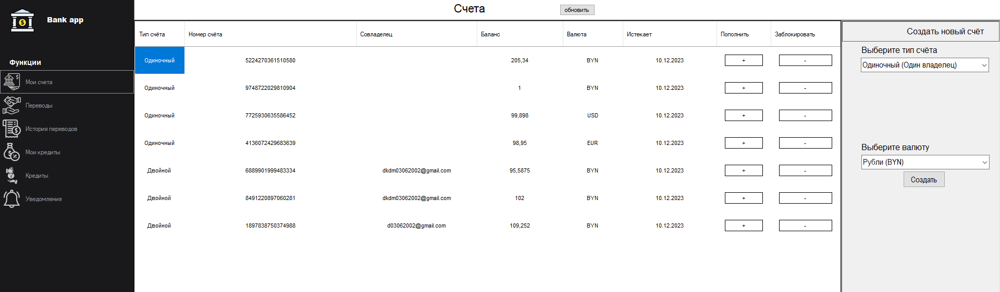 Bank app
Функции
Мои счета
Переводы
История переводов
Мои кредиты
Кредиты
Уведомления
Счета обновить
Тип счёта Номер счёта Совладелец Баланс Валюта Истекает Пополнить Заблокировать
Одиночный 5224270361510580 205,34 BYN 10.12.2023 + -
Одиночный 9748722029810904 1 BYN 10.12.2023 + -
Одиночный 7725930635586452 99,898 USD 10.12.2023 + -
Одиночный 4136072429683639 98,95 EUR 10.12.2023 + -
Двойной 6889901999483334 dkdm03062002@gmail.com 95,5875 BYN 10.12.2023 + -
Двойной 8491220897060281 dkdm03062002@gmail.com 102 BYN 10.12.2023 + -
Двойной 1897838750374988 d03062002@gmail.com 109,252 BYN 10.12.2023 + -
Создать новый счёт
Выберите тип счёта
Одиночный (Один владелец)
Выберите валюту
Рубли (BYN)
Создать